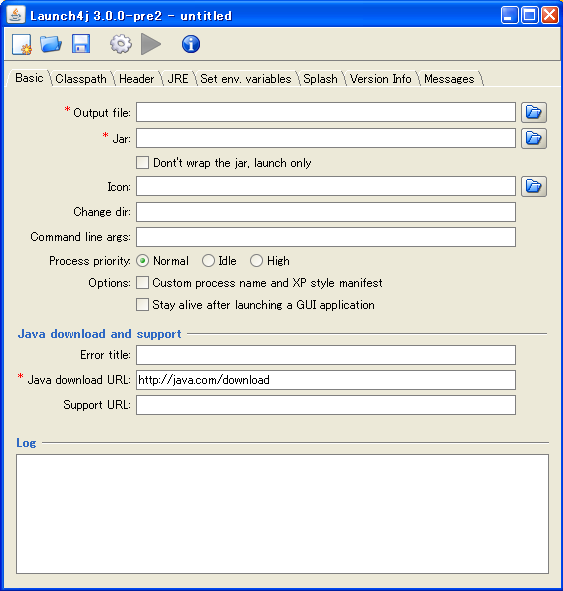 Launch4j 3.0.0-pre2 - untitled
Basic Classpath Header JRE Set env. variables Splash Version Info Messages
* Output file:
* Jar:
Don't wrap the jar, launch only
Icon:
Change dir:
Command line args:
Process priority: Normal Idle High
Options: Custom process name and XP style manifest
Stay alive after launching a GUI application
Java download and support
Error title:
* Java download URL: http://java.com/download
Support URL:
Log